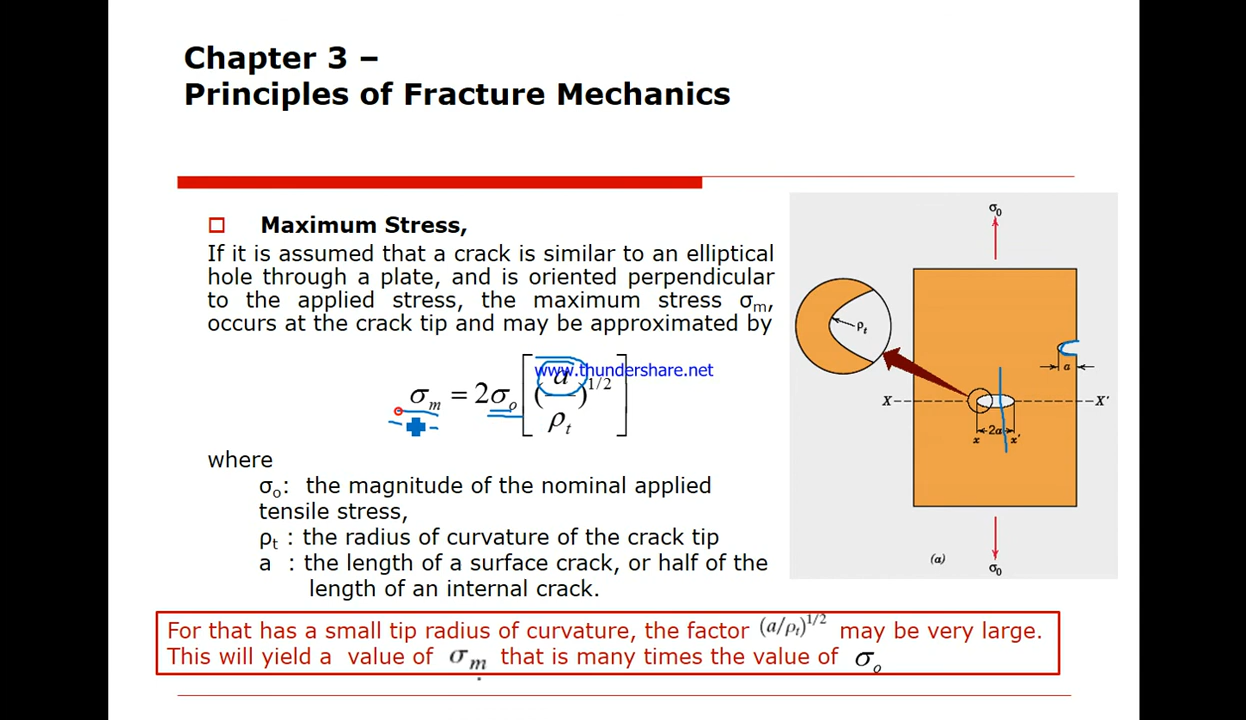 Chapter 3 –
Principles of Fracture Mechanics
Maximum Stress,
If it is assumed that a crack is similar to an elliptical
hole through a plate, and is oriented perpendicular
to the applied stress, the maximum stress σm,
occurs at the crack tip and may be approximated by
www.thundershare.net
σm = 2σo [(a/ρt)^1/2]
where
σo: the magnitude of the nominal applied
tensile stress,
ρt : the radius of curvature of the crack tip
a : the length of a surface crack, or half of the
length of an internal crack.
For that has a small tip radius of curvature, the factor (a/ρt)^1/2 may be very large.
This will yield a value of σm that is many times the value of σo
σ0
ρt
a
X
X'
2a
x
x'
(a)
σ0